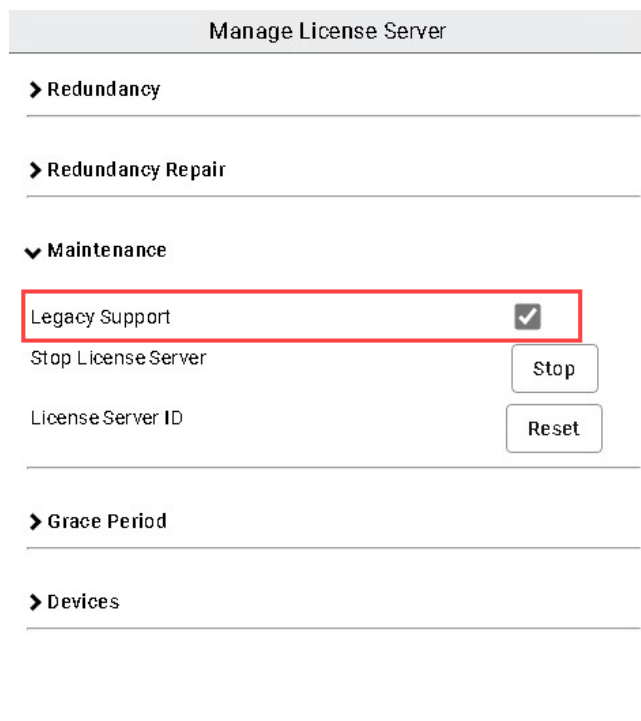 Manage License Server
Redundancy
Redundancy Repair
Maintenance
Legacy Support
Stop License Server
Stop
License Server ID
Reset
Grace Period
Devices